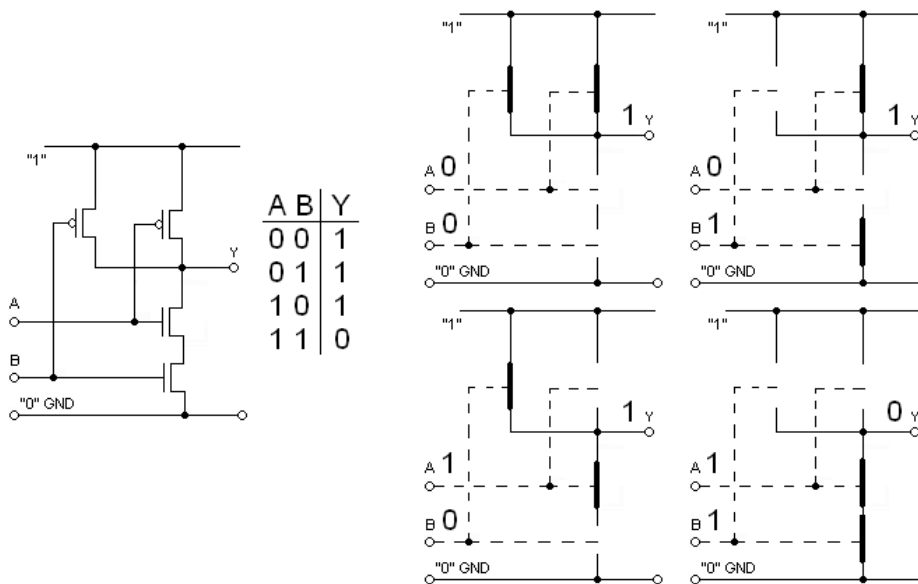 "1"
Y
A
B
"0" GND
A B Y
0 0 1
0 1 1
1 0 1
1 1 0
"1"
1 Y
A 0
B 0
"0" GND
"1"
1 Y
A 0
B 1
"0" GND
"1"
1 Y
A 1
B 0
"0" GND
"1"
0 Y
A 1
B 1
"0" GND